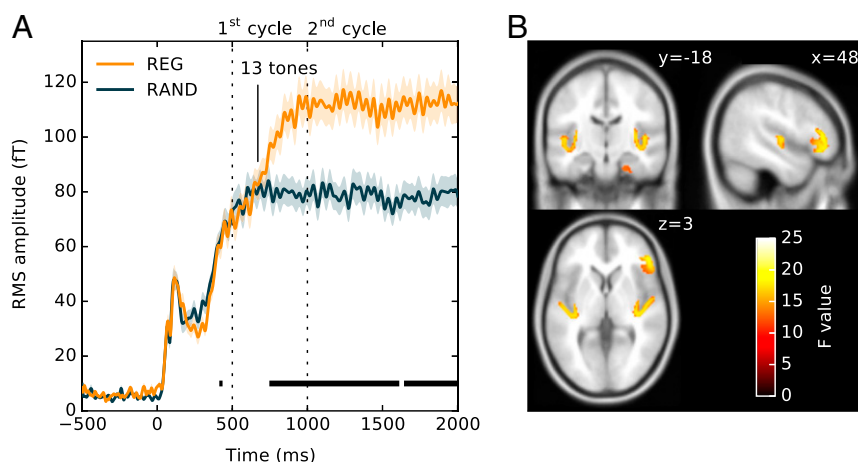 A
1st cycle
2nd cycle
REG
RAND
13 tones
RMS amplitude (fT)
120
100
80
60
40
20
0
−500
0
500
1000
1500
2000
Time (ms)
B
y=-18
x=48
z=3
25
20
15
10
5
0
F value